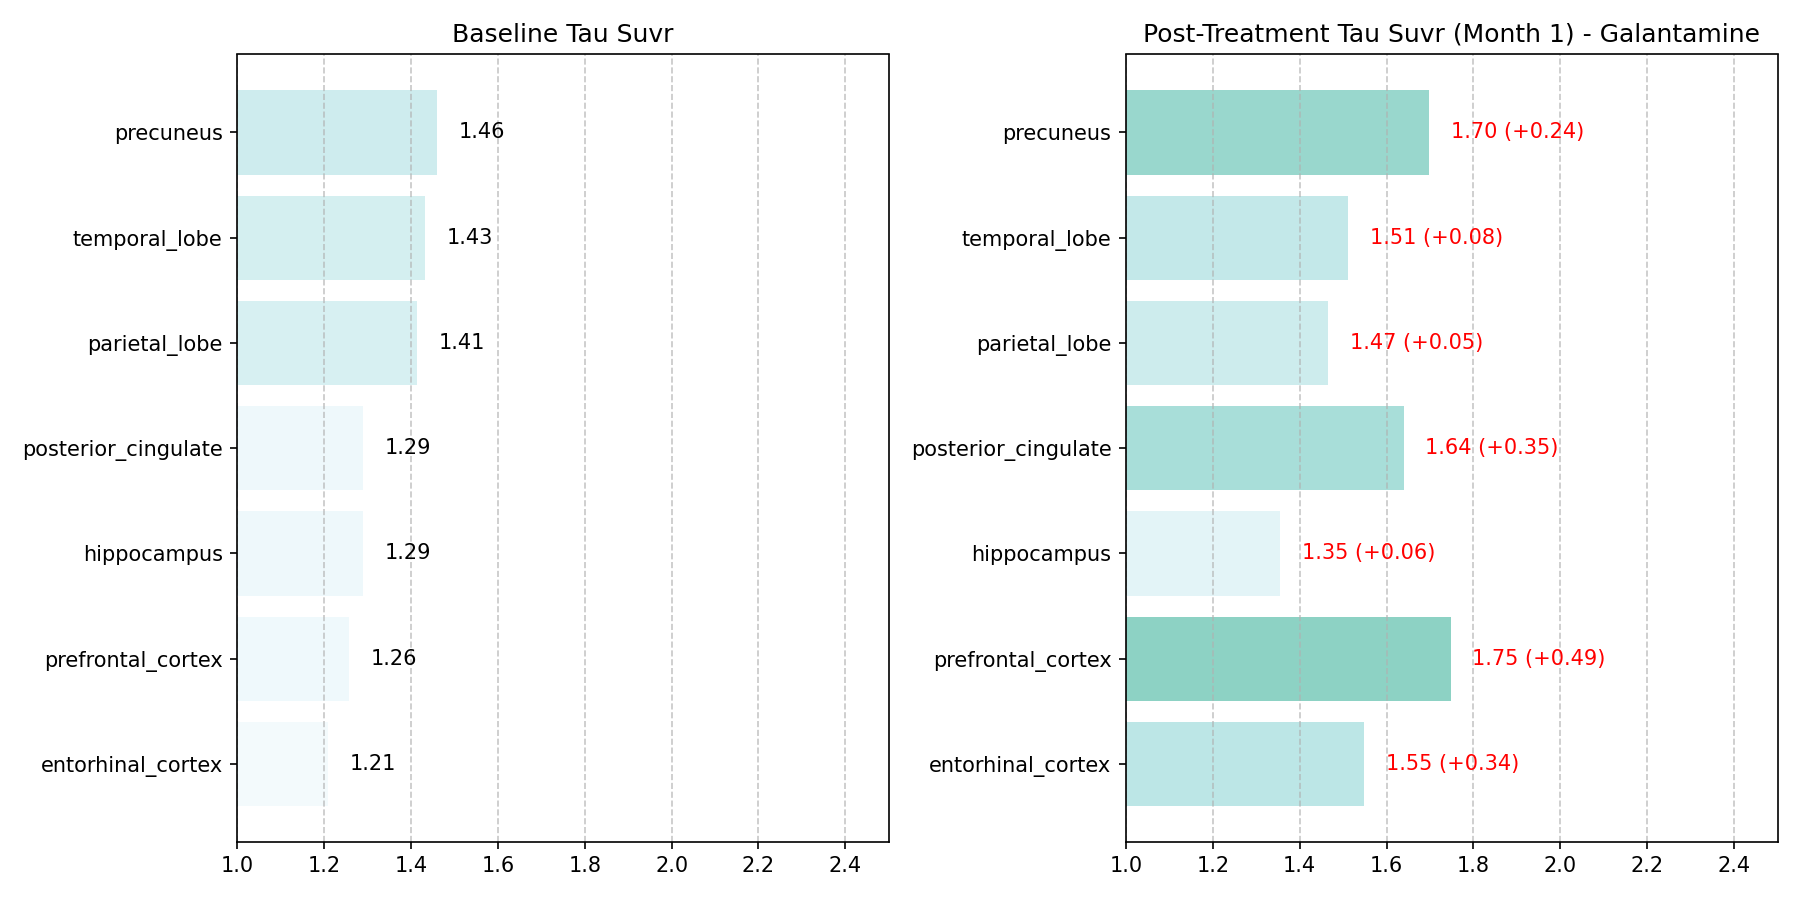 Baseline Tau Suvr
precuneus
1.46
temporal_lobe
1.43
parietal_lobe
1.41
posterior_cingulate
1.29
hippocampus
1.29
prefrontal_cortex
1.26
entorhinal_cortex
1.21
1.0 1.2 1.4 1.6 1.8 2.0 2.2 2.4
Post-Treatment Tau Suvr (Month 1) - Galantamine
precuneus
1.70 (+0.24)
temporal_lobe
1.51 (+0.08)
parietal_lobe
1.47 (+0.05)
posterior_cingulate
1.64 (+0.35)
hippocampus
1.35 (+0.06)
prefrontal_cortex
1.75 (+0.49)
entorhinal_cortex
1.55 (+0.34)
1.0 1.2 1.4 1.6 1.8 2.0 2.2 2.4